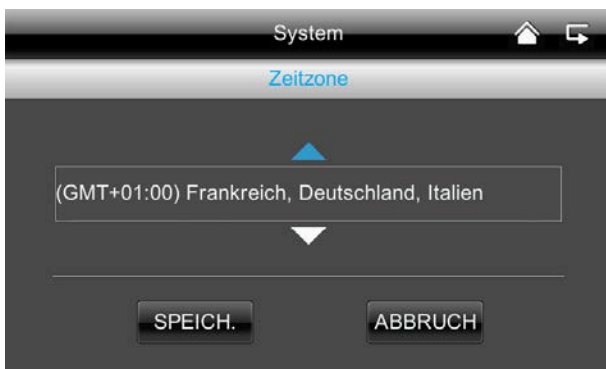 System
Zeitzone
(GMT+01:00) Frankreich, Deutschland, Italien
SPEICH. ABBRUCH